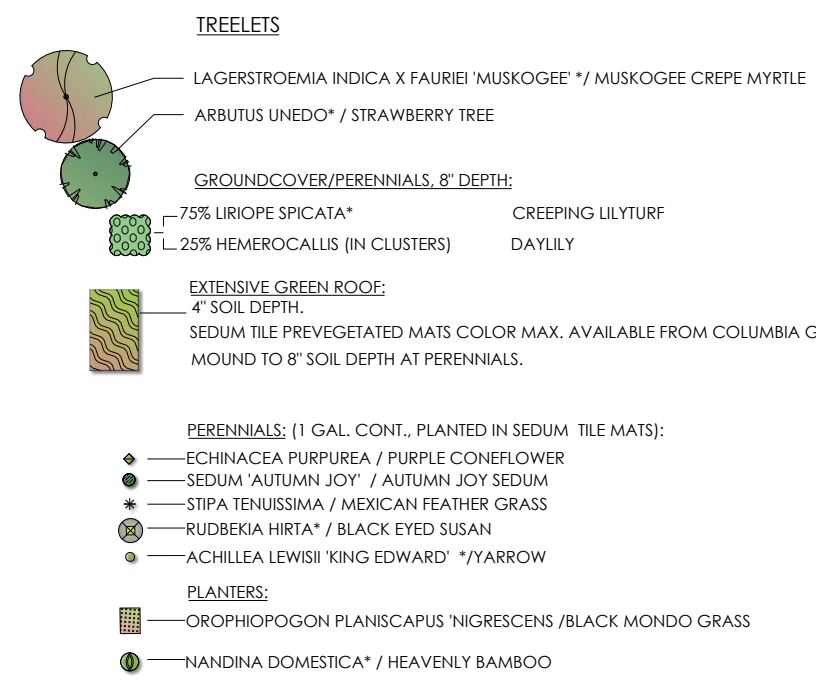 TREELETS
LAGERSTROEMIA INDICA X FAURIEI 'MUSKOGEE' */ MUSKOGEE CREPE MYRTLE
ARBUTUS UNEDO* / STRAWBERRY TREE
GROUNDCOVER/PERENNIALS, 8" DEPTH:
75% LIRIOPE SPICATA* CREEPING LILYTURF
25% HEMEROCALLIS (IN CLUSTERS) DAYLILY
EXTENSIVE GREEN ROOF:
4" SOIL DEPTH.
SEDUM TILE PREVEGETATED MATS COLOR MAX. AVAILABLE FROM COLUMBIA G
MOUND TO 8" SOIL DEPTH AT PERENNIALS.
PERENNIALS: (1 GAL. CONT., PLANTED IN SEDUM TILE MATS):
ECHINACEA PURPUREA / PURPLE CONEFLOWER
SEDUM 'AUTUMN JOY' / AUTUMN JOY SEDUM
STIPA TENUISSIMA / MEXICAN FEATHER GRASS
RUDBEKIA HIRTA* / BLACK EYED SUSAN
ACHILLEA LEWISII 'KING EDWARD' */YARROW
PLANTERS:
OROPHIOPOGON PLANISCAPUS 'NIGRESCENS /BLACK MONDO GRASS
NANDINA DOMESTICA* / HEAVENLY BAMBOO